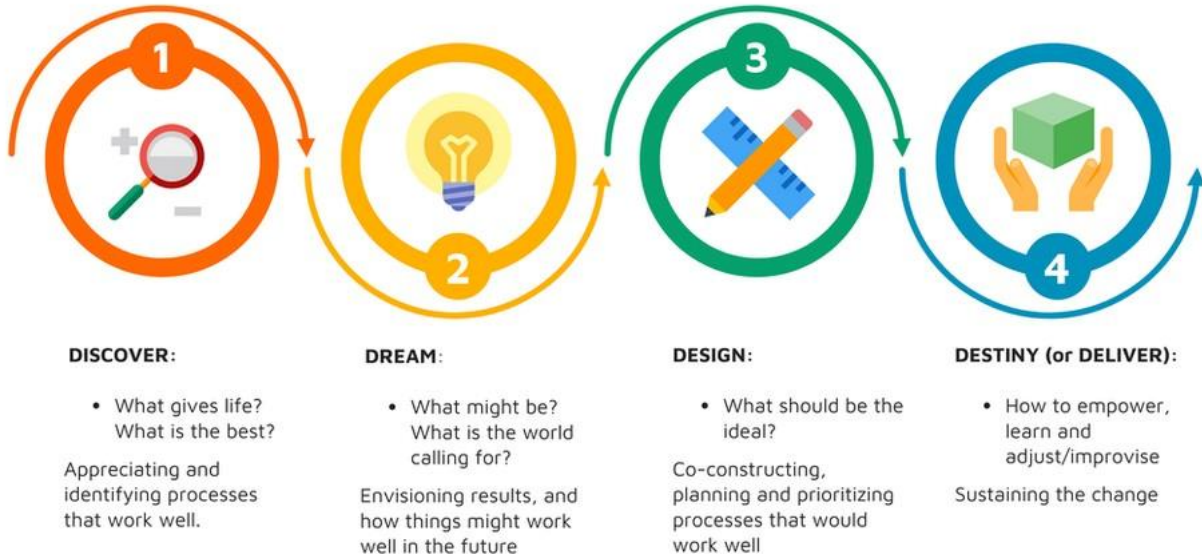 1
2
3
4
DISCOVER:
• What gives life?
What is the best?
Appreciating and
identifying processes
that work well.
DREAM:
• What might be?
What is the world
calling for?
Envisioning results, and
how things might work
well in the future
DESIGN:
• What should be the
ideal?
Co-constructing,
planning and prioritizing
processes that would
work well
DESTINY (or DELIVER):
• How to empower,
learn and
adjust/improvise
Sustaining the change